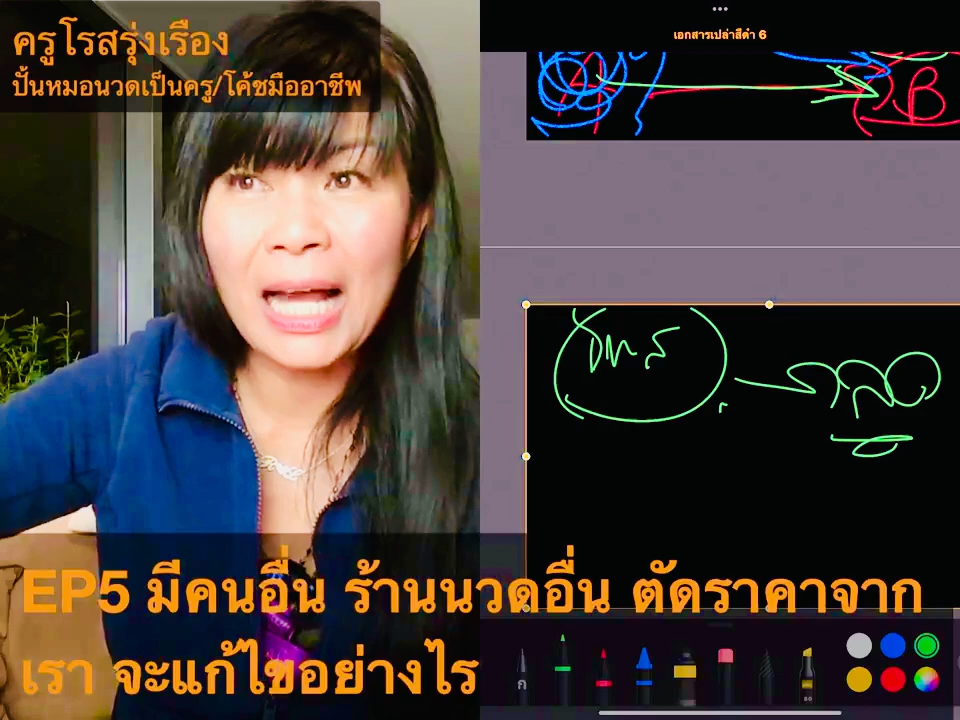 ครูโรสรุ่งเรือง
ปั้นหมอนวดเป็นครู/โค้ชมืออาชีพ
เอกสารเปล่าสีดำ 6
B
EP5 มีคนอื่น ร้านนวดอื่น ตัดราคาจาก
เรา จะแก้ไขอย่างไร
ก
50